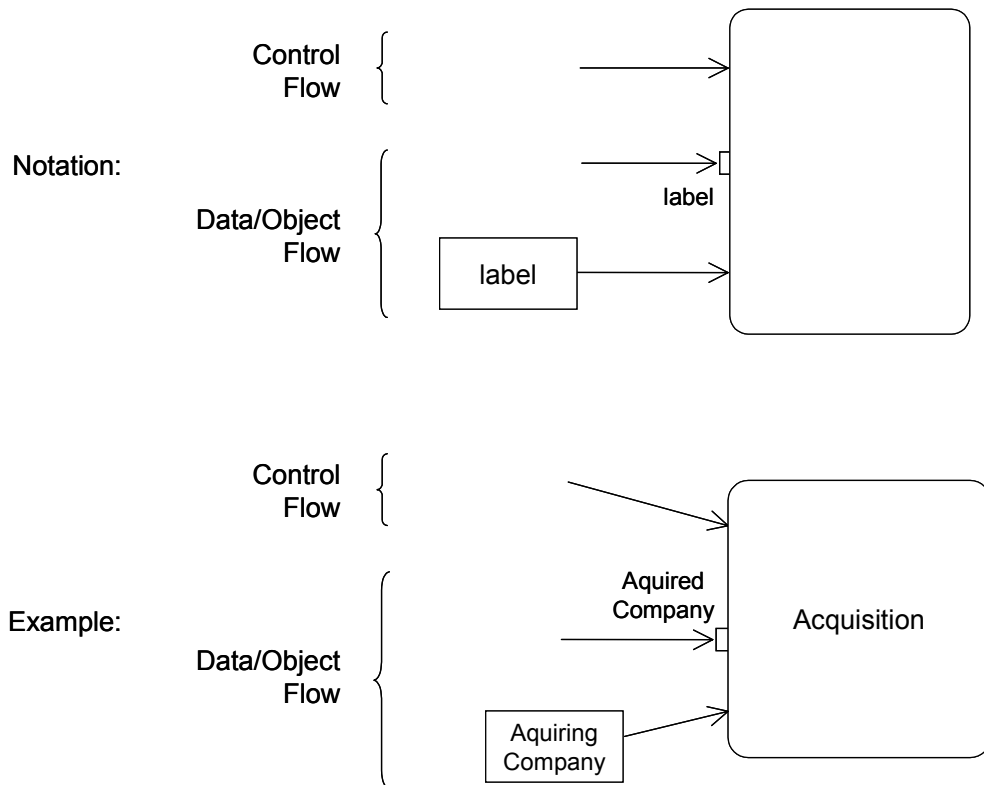 Control
Flow
Notation:
label
Data/Object
Flow
label
Control
Flow
Aquired
Company
Example:
Acquisition
Data/Object
Flow
Aquiring
Company